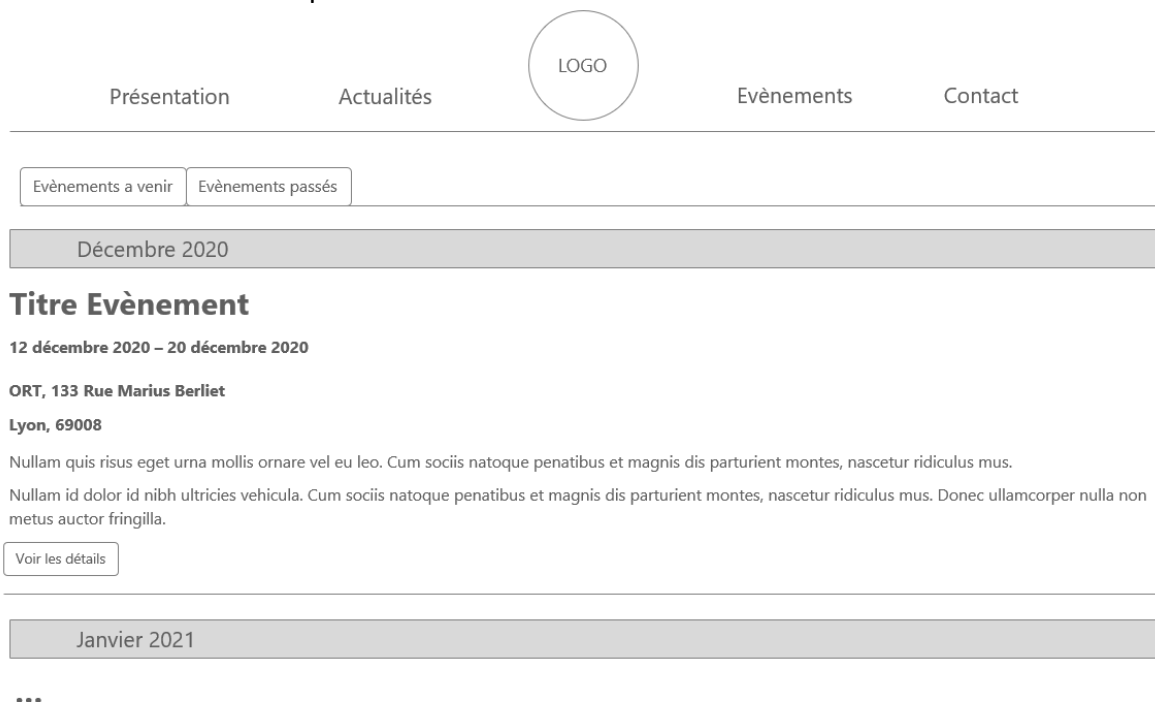 LOGO
Présentation Actualités Evènements Contact
Evènements a venir Evènements passés
Décembre 2020
Titre Evènement
12 décembre 2020 – 20 décembre 2020
ORT, 133 Rue Marius Berliet
Lyon, 69008
Nullam quis risus eget urna mollis ornare vel eu leo. Cum sociis natoque penatibus et magnis dis parturient montes, nascetur ridiculus mus.
Nullam id dolor id nibh ultricies vehicula. Cum sociis natoque penatibus et magnis dis parturient montes, nascetur ridiculus mus. Donec ullamcorper nulla non
metus auctor fringilla.
Voir les détails
Janvier 2021
...